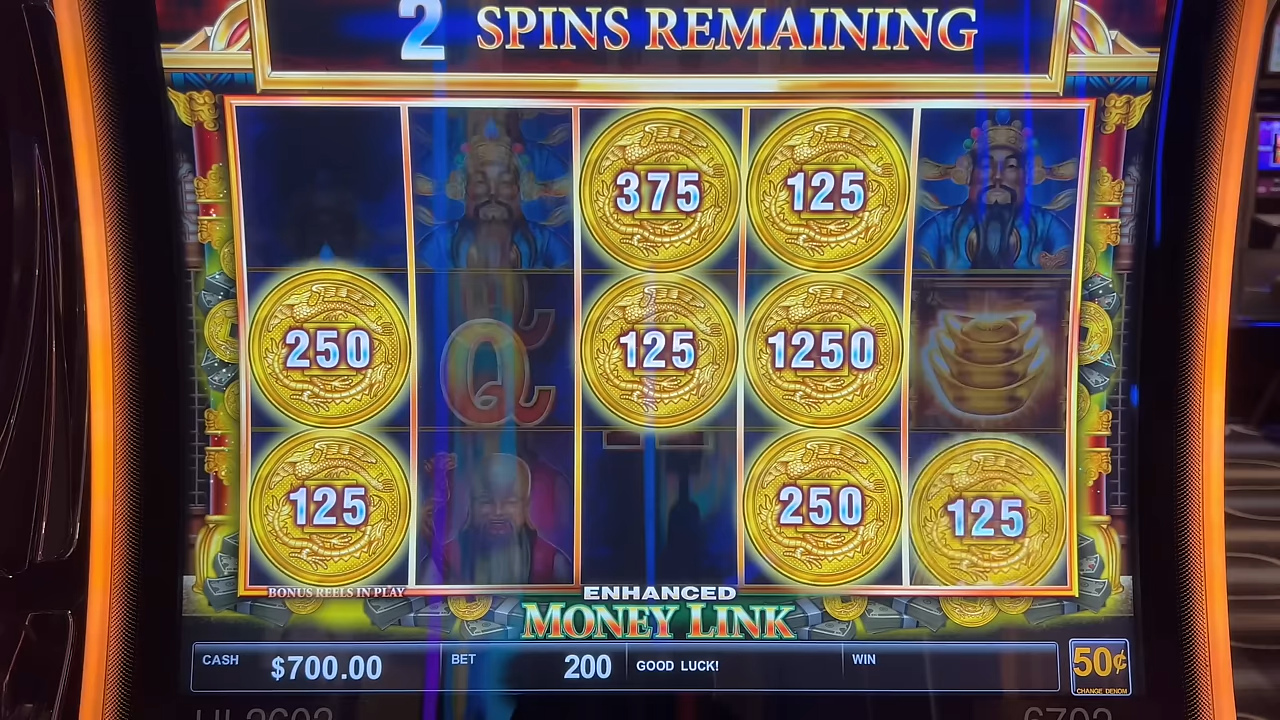 2 SPINS REMAINING
375 125
250 125 1250
125 250 125
Q
BONUS REELS IN PLAY
ENHANCED
MONEY LINK
CASH $700.00 BET 200 GOOD LUCK! WIN 50¢
CHANGE DENOM